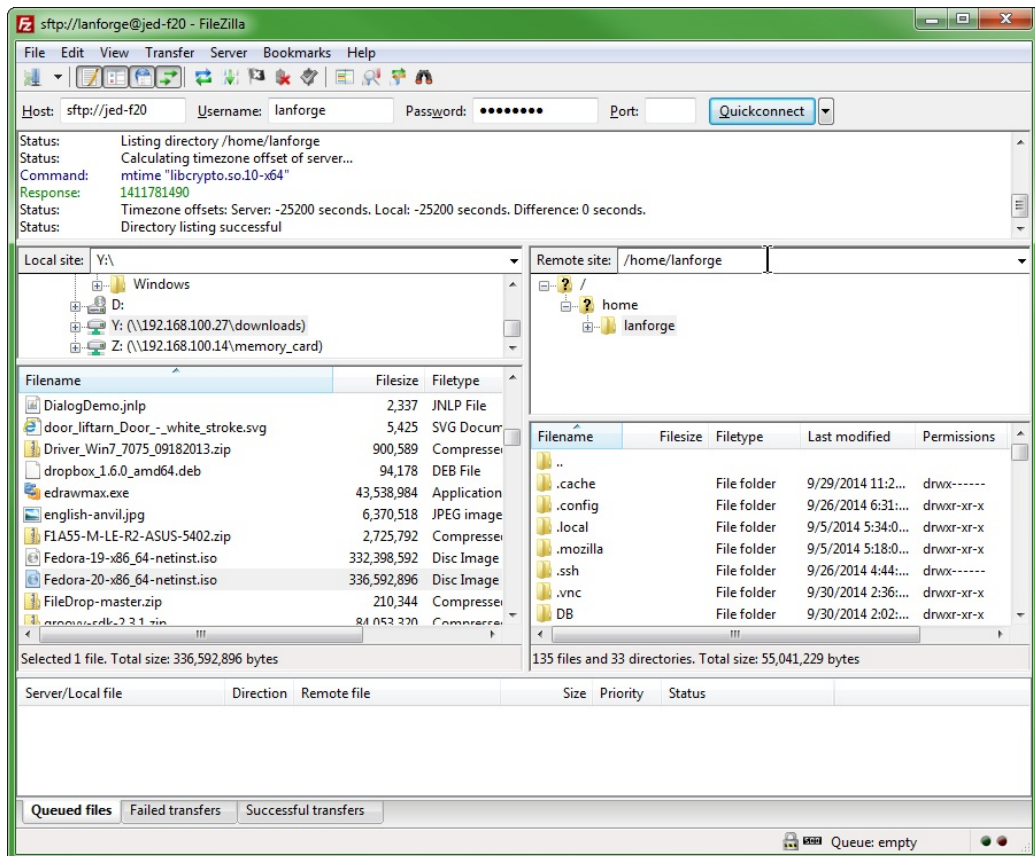 sftp://lanforge@jed-f20 - FileZilla
File Edit View Transfer Server Bookmarks Help
Host: sftp://jed-f20 Username: lanforge Password: ●●●●●●●● Port: Quickconnect
Status: Listing directory /home/lanforge
Status: Calculating timezone offset of server...
Command: mtime "libcrypto.so.10-x64"
Response: 1411781490
Status: Timezone offsets: Server: -25200 seconds. Local: -25200 seconds. Difference: 0 seconds.
Status: Directory listing successful
Local site: Y:\
Windows
D:
Y: (\\192.168.100.27\downloads)
Z: (\\192.168.100.14\memory_card)
Filename Filesize Filetype
DialogDemo.jnlp 2,337 JNLP File
door_liftarn_Door_-_white_stroke.svg 5,425 SVG Docum
Driver_Win7_7075_09182013.zip 900,589 Compresse
dropbox_1.6.0_amd64.deb 94,178 DEB File
edrawmax.exe 43,538,984 Application
english-anvil.jpg 6,370,518 JPEG image
F1A55-M-LE-R2-ASUS-5402.zip 2,725,792 Compresse
Fedora-19-x86_64-netinst.iso 332,398,592 Disc Image
Fedora-20-x86_64-netinst.iso 336,592,896 Disc Image
FileDrop-master.zip 210,344 Compresse
groovy-sdk-2.3.1.zip 84,053,320 Compresse
Selected 1 file. Total size: 336,592,896 bytes
Remote site: /home/lanforge
/
home
lanforge
Filename Filesize Filetype Last modified Permissions
..
.cache File folder 9/29/2014 11:2... drwx------
.config File folder 9/26/2014 6:31:... drwxr-xr-x
.local File folder 9/5/2014 5:34:0... drwxr-xr-x
.mozilla File folder 9/5/2014 5:18:0... drwxr-xr-x
.ssh File folder 9/26/2014 4:44:... drwx------
.vnc File folder 9/30/2014 2:36:... drwxr-xr-x
DB File folder 9/30/2014 2:02:... drwxr-xr-x
135 files and 33 directories. Total size: 55,041,229 bytes
Server/Local file Direction Remote file Size Priority Status
Queued files Failed transfers Successful transfers
Queue: empty